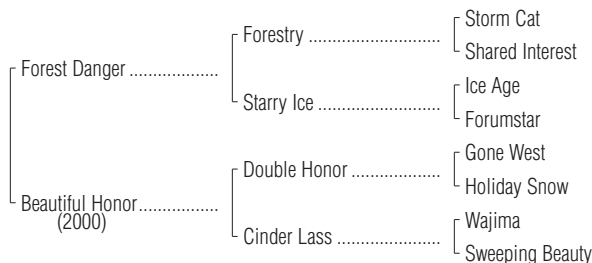 Forest Danger ...................
Beautiful Honor.................
(2000)
Forestry ............................
Starry Ice ..........................
Double Honor ...................
Cinder Lass ......................
Storm Cat
Shared Interest
Ice Age
Forumstar
Gone West
Holiday Snow
Wajima
Sweeping Beauty